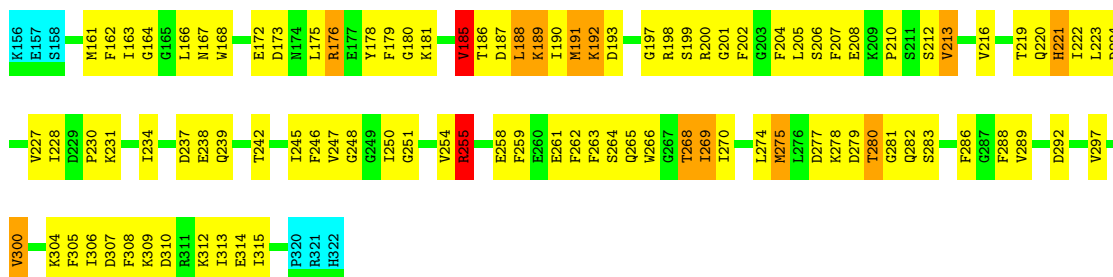 K156 E157 S158 M161 F162 I163 G164 G165 L166 N167 W168 E172 D173 N174 L175 R176 E177 Y178 F179 G180 K181 V185 T186 D187 L188 K189 I190 M191 K192 D193 G197 R198 S199 R200 G201 F202 G203 F204 L205 S206 F207 E208 K209 P210 S211 S212 V213 V216 T219 Q220 H221 I222 L223
V227 I228 D229 P230 K231 I234 D237 E238 Q239 T242 I245 F246 V247 G248 G249 I250 G251 V254 R255 E258 F259 E260 E261 F262 F263 S264 Q265 W266 G267 T268 I269 I270 L274 M275 L276 D277 K278 D279 T280 G281 Q282 S283 F286 G287 F288 V289 D292 V297
V300 K304 F305 I306 D307 F308 K309 D310 R311 K312 I313 E314 I315 P320 R321 H322